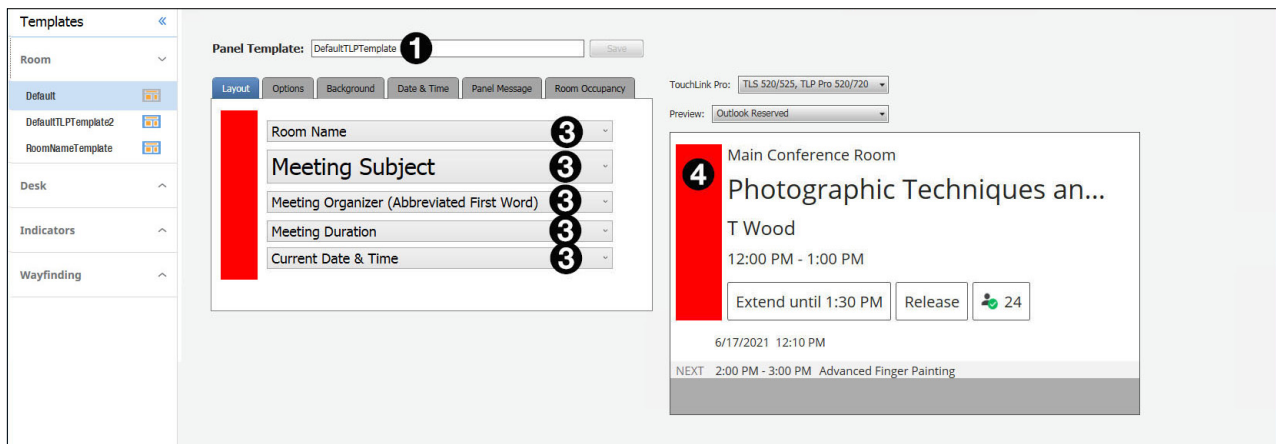 Templates «
Room
Default
DefaultTLPTemplate2
RoomNameTemplate
Desk
Indicators
Wayfinding
Panel Template: DefaultTLPTemplate 1 Save
Layout Options Background Date & Time Panel Message Room Occupancy
Room Name 3
Meeting Subject 3
Meeting Organizer (Abbreviated First Word) 3
Meeting Duration 3
Current Date & Time 3
TouchLink Pro: TLS 520/525, TLP Pro 520/720
Preview: Outlook Reserved
4
Main Conference Room
Photographic Techniques an...
T Wood
12:00 PM - 1:00 PM
Extend until 1:30 PM Release 24
6/17/2021 12:10 PM
NEXT 2:00 PM - 3:00 PM Advanced Finger Painting